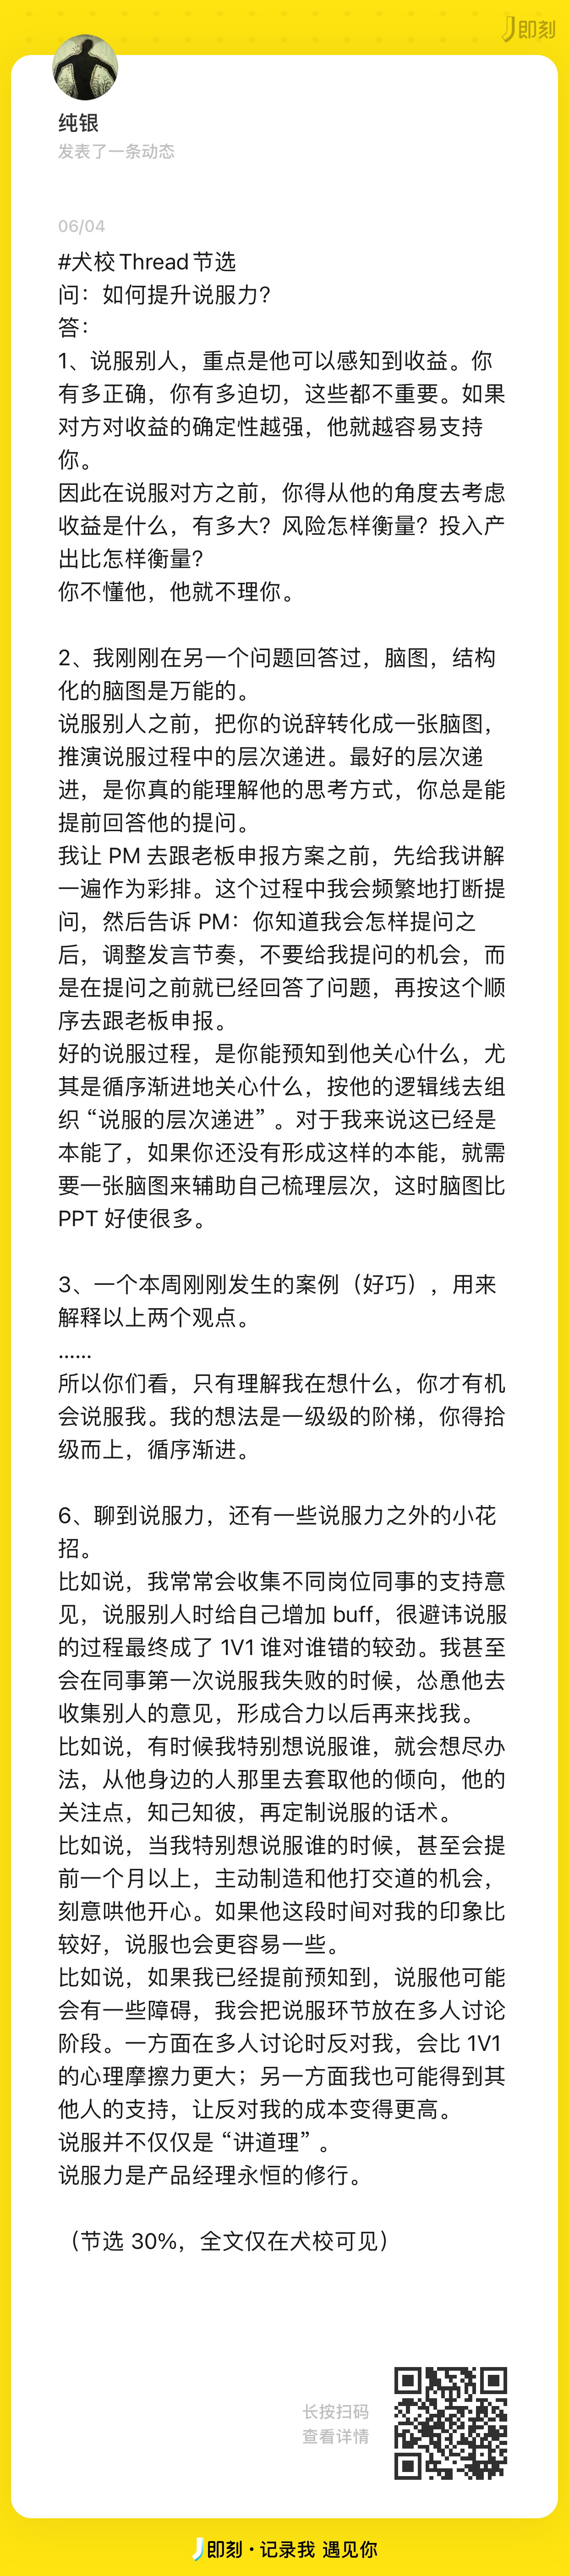 即刻
纯银
发表了一条动态
06/04
#犬校Thread节选
问：如何提升说服力？
答：
1、说服别人，重点是他可以感知到收益。你
有多正确，你有多迫切，这些都不重要。如果
对方对收益的确定性越强，他就越容易支持
你。
因此在说服对方之前，你得从他的角度去考虑
收益是什么，有多大？风险怎样衡量？投入产
出比怎样衡量？
你不懂他，他就不理你。
2、我刚刚在另一个问题回答过，脑图，结构
化的脑图是万能的。
说服别人之前，把你的说辞转化成一张脑图，
推演说服过程中的层次递进。最好的层次递
进，是你真的能理解他的思考方式，你总是能
提前回答他的提问。
我让 PM 去跟老板申报方案之前，先给我讲解
一遍作为彩排。这个过程中我会频繁地打断提
问，然后告诉 PM：你知道我会怎样提问之
后，调整发言节奏，不要给我提问的机会，而
是在提问之前就已经回答了问题，再按这个顺
序去跟老板申报。
好的说服过程，是你能预知到他关心什么，尤
其是循序渐进地关心什么，按他的逻辑线去组
织 “说服的层次递进” 。对于我来说这已经是
本能了，如果你还没有形成这样的本能，就需
要一张脑图来辅助自己梳理层次，这时脑图比
PPT 好使很多。
3、一个本周刚刚发生的案例（好巧），用来
解释以上两个观点。
……
所以你们看，只有理解我在想什么，你才有机
会说服我。我的想法是一级级的阶梯，你得拾
级而上，循序渐进。
6、聊到说服力，还有一些说服力之外的小花
招。
比如说，我常常会收集不同岗位同事的支持意
见，说服别人时给自己增加 buff，很避讳说服
的过程最终成了 1V1 谁对谁错的较劲。我甚至
会在同事第一次说服我失败的时候，怂恿他去
收集别人的意见，形成合力以后再来找我。
比如说，有时候我特别想说服谁，就会想尽办
法，从他身边的人那里去套取他的倾向，他的
关注点，知己知彼，再定制说服的话术。
比如说，当我特别想说服谁的时候，甚至会提
前一个月以上，主动制造和他打交道的机会，
刻意哄他开心。如果他这段时间对我的印象比
较好，说服也会更容易一些。
比如说，如果我已经提前预知到，说服他可能
会有一些障碍，我会把说服环节放在多人讨论
阶段。一方面在多人讨论时反对我，会比 1V1
的心理摩擦力更大；另一方面我也可能得到其
他人的支持，让反对我的成本变得更高。
说服并不仅仅是 “讲道理” 。
说服力是产品经理永恒的修行。
（节选 30%，全文仅在犬校可见）
长按扫码
查看详情
即刻·记录我 遇见你